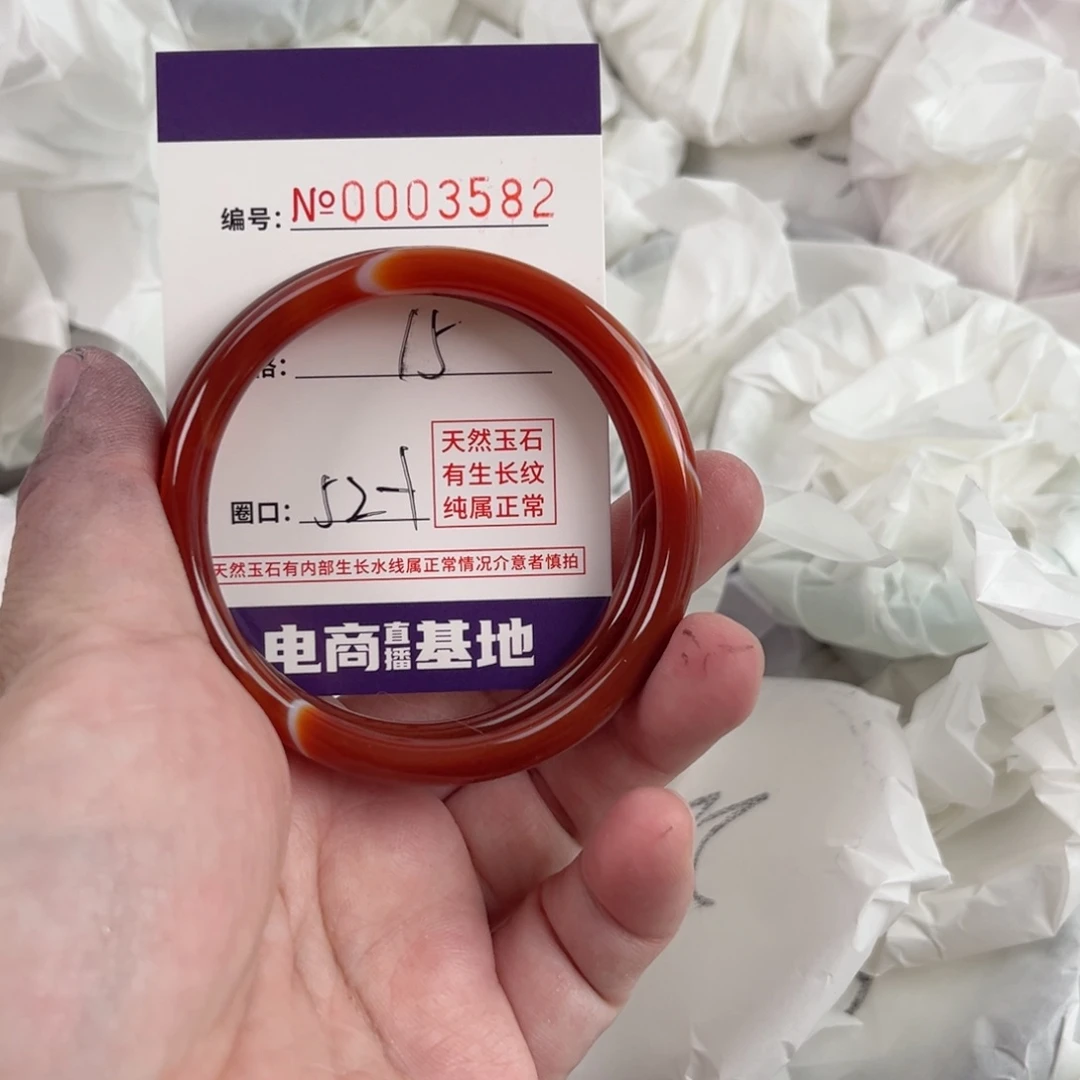 编号: №0003582
格: 15
圈口: 52-
天然玉石
有生长纹
纯属正常
天然玉石有内部生长水线属正常情况介意者慎拍
电商直播基地